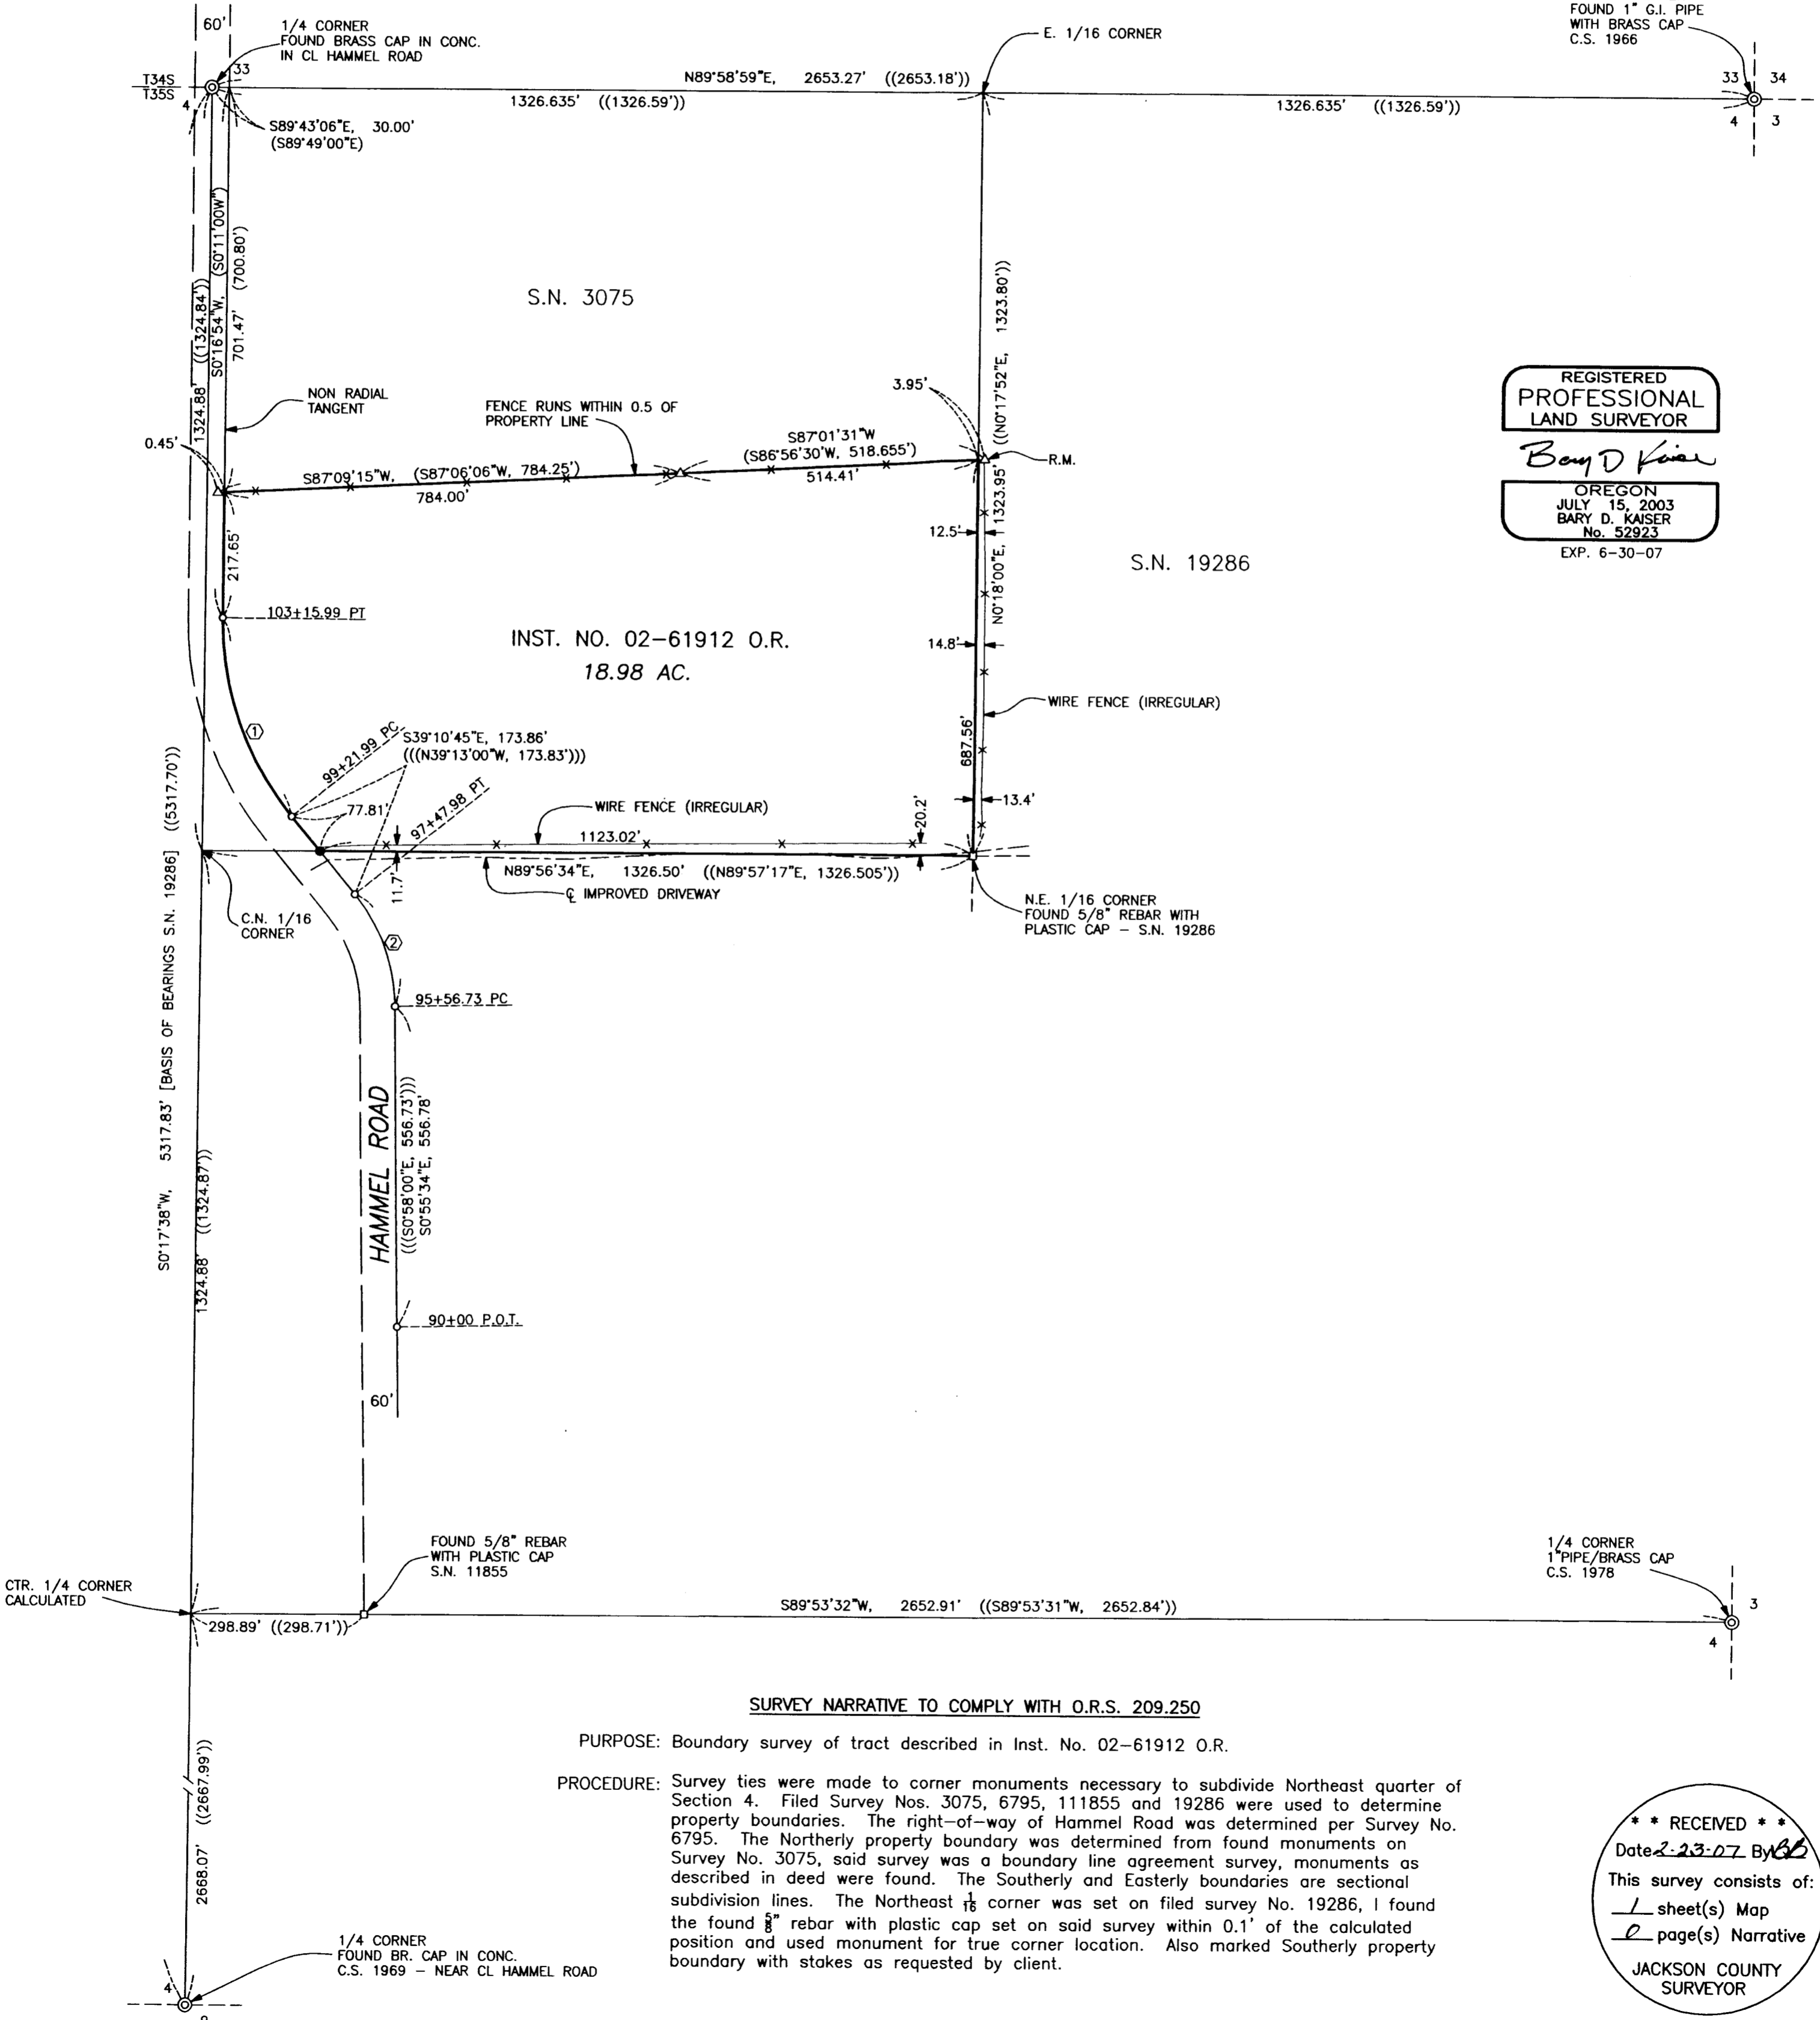 60'
1/4 CORNER
FOUND BRASS CAP IN CONC.
IN CL HAMMEL ROAD
FOUND 1" G.I. PIPE
WITH BRASS CAP
C.S. 1966
E. 1/16 CORNER
T34S
T35S
33
4
N89°58'59"E, 2653.27' ((2653.18'))
1326.635' ((1326.59'))
1326.635' ((1326.59'))
33 34
4 3
S89°43'06"E, 30.00'
(S89°49'00"E)
1324.88' ((1324.84'))
S0°16'54"W, (S0°11'00W")
701.47' (700.80')
S.N. 3075
((N0°17'52"E, 1323.80'))
N0°18'00"E, 1323.95'
NON RADIAL
TANGENT
FENCE RUNS WITHIN 0.5 OF
PROPERTY LINE
3.95'
R.M.
0.45'
S87°01'31"W
(S86°56'30"W, 518.655')
514.41'
S87°09'15"W, (S87°06'06"W, 784.25')
784.00'
REGISTERED
PROFESSIONAL
LAND SURVEYOR
Bary D Kaiser
OREGON
JULY 15, 2003
BARY D. KAISER
No. 52923
EXP. 6-30-07
12.5'
217.65'
S.N. 19286
103+15.99 PT
INST. NO. 02-61912 O.R.
18.98 AC.
14.8'
WIRE FENCE (IRREGULAR)
687.56'
1
99+21.99 PC
S39°10'45"E, 173.86'
(((N39°13'00"W, 173.83')))
77.81'
97+47.98 PT
WIRE FENCE (IRREGULAR)
1123.02'
20.2'
13.4'
11.7'
N89°56'34"E, 1326.50' ((N89°57'17"E, 1326.505'))
℄ IMPROVED DRIVEWAY
C.N. 1/16
CORNER
N.E. 1/16 CORNER
FOUND 5/8" REBAR WITH
PLASTIC CAP - S.N. 19286
2
95+56.73 PC
S0°17'38"W, 5317.83' [BASIS OF BEARINGS S.N. 19286] ((5317.70'))
1324.88' ((1324.87'))
HAMMEL ROAD
(((S0°58'00"E, 556.73')))
S0°55'34"E, 556.78'
90+00 P.O.T.
60'
FOUND 5/8" REBAR
WITH PLASTIC CAP
S.N. 11855
1/4 CORNER
1"PIPE/BRASS CAP
C.S. 1978
CTR. 1/4 CORNER
CALCULATED
298.89' ((298.71'))
S89°53'32"W, 2652.91' ((S89°53'31"W, 2652.84'))
3
4
SURVEY NARRATIVE TO COMPLY WITH O.R.S. 209.250
PURPOSE: Boundary survey of tract described in Inst. No. 02-61912 O.R.
PROCEDURE: Survey ties were made to corner monuments necessary to subdivide Northeast quarter of
Section 4. Filed Survey Nos. 3075, 6795, 111855 and 19286 were used to determine
property boundaries. The right-of-way of Hammel Road was determined per Survey No.
6795. The Northerly property boundary was determined from found monuments on
Survey No. 3075, said survey was a boundary line agreement survey, monuments as
described in deed were found. The Southerly and Easterly boundaries are sectional
subdivision lines. The Northeast 1/16 corner was set on filed survey No. 19286, I found
the found 5/8" rebar with plastic cap set on said survey within 0.1' of the calculated
position and used monument for true corner location. Also marked Southerly property
boundary with stakes as requested by client.
2668.07' ((2667.99'))
1/4 CORNER
FOUND BR. CAP IN CONC.
C.S. 1969 - NEAR CL HAMMEL ROAD
4
* * RECEIVED * *
Date 2-23-07 By BB
This survey consists of:
1 sheet(s) Map
0 page(s) Narrative
JACKSON COUNTY
SURVEYOR